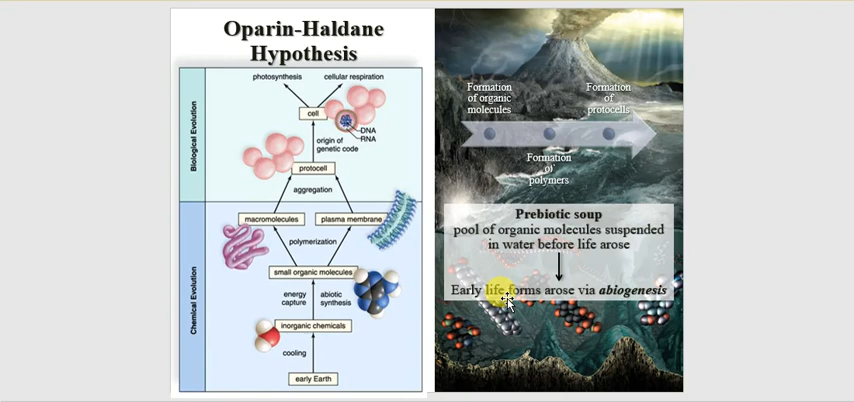 Oparin-Haldane
Hypothesis
photosynthesis
cellular respiration
cell
DNA
RNA
origin of
genetic code
protocell
aggregation
macromolecules
plasma membrane
polymerization
small organic molecules
energy
capture
abiotic
synthesis
inorganic chemicals
cooling
early Earth
Biological Evolution
Chemical Evolution
Formation
of organic
molecules
Formation
of
protocells
Formation
of
polymers
Prebiotic soup
pool of organic molecules suspended
in water before life arose
Early life forms arose via abiogenesis